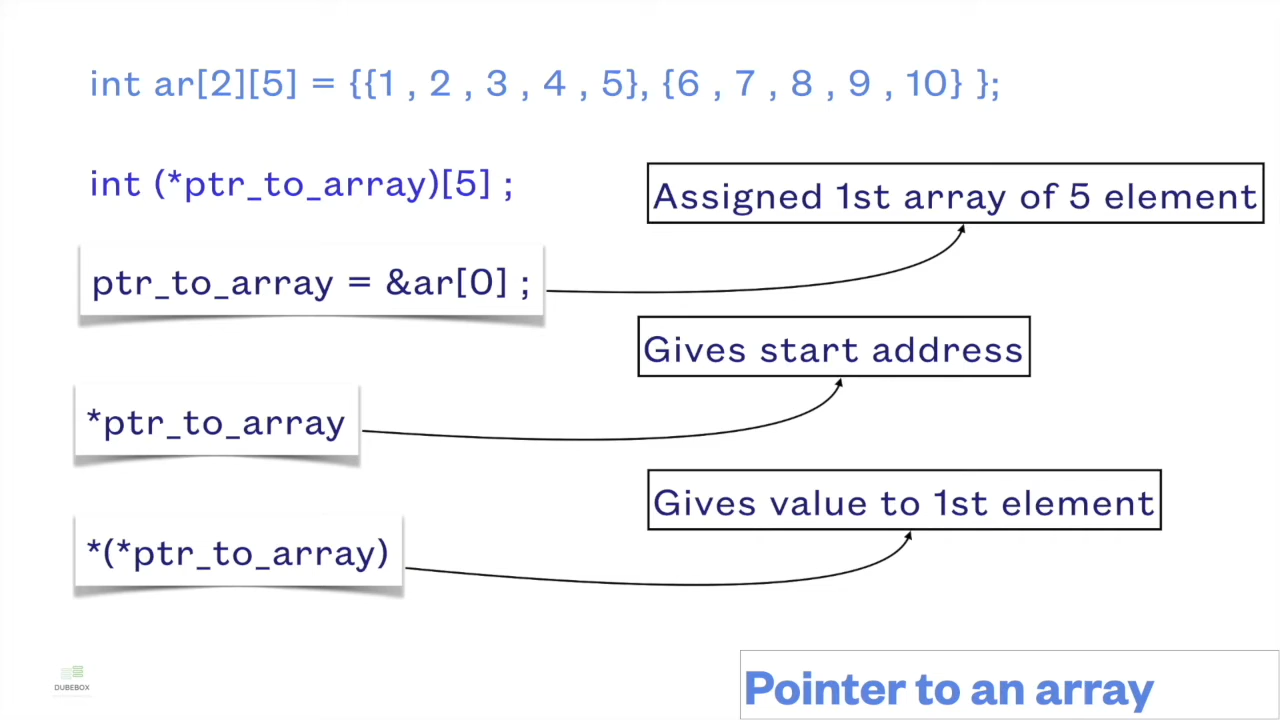 int ar[2][5] = {{1 , 2 , 3 , 4 , 5}, {6 , 7 , 8 , 9 , 10} };
int (*ptr_to_array)[5] ;
Assigned 1st array of 5 element
ptr_to_array = &ar[0] ;
Gives start address
*ptr_to_array
Gives value to 1st element
*(*ptr_to_array)
DUBEBOX
Pointer to an array